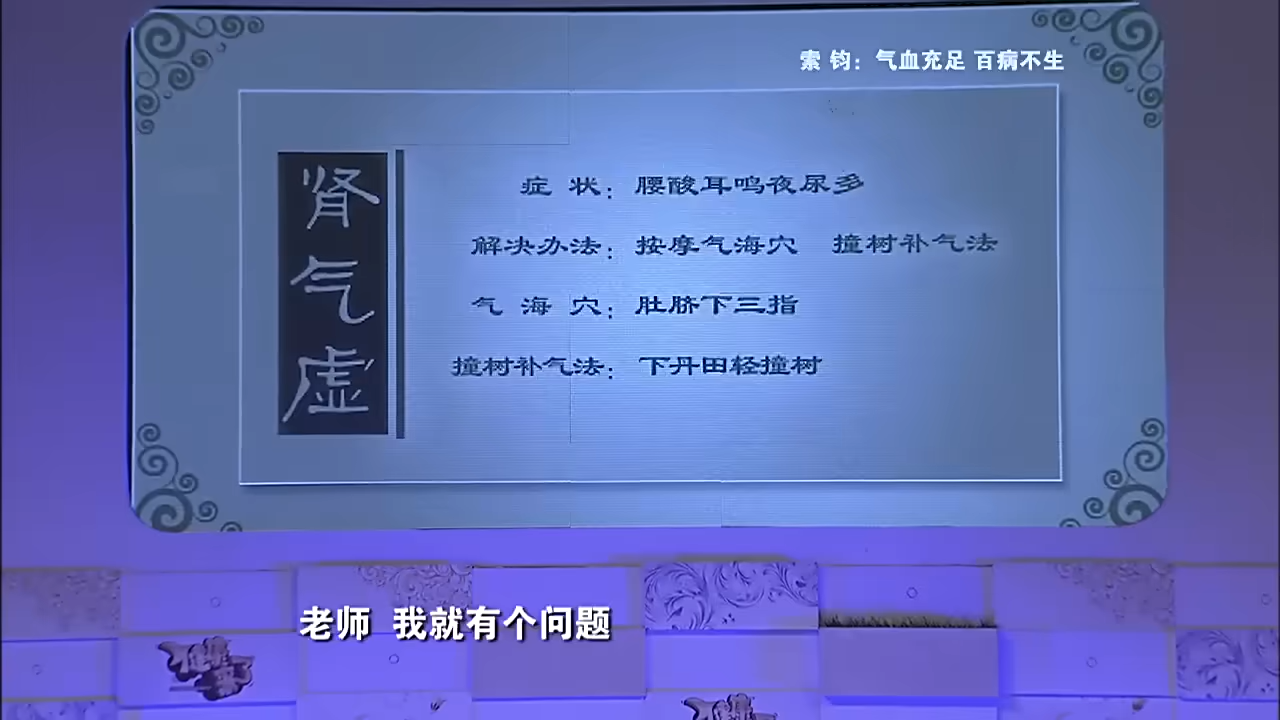 索 钧：气血充足 百病不生
肾气虚
症 状：腰酸耳鸣夜尿多
解决办法：按摩气海穴 撞树补气法
气 海 穴：肚脐下三指
撞树补气法：下丹田轻撞树
老师 我就有个问题